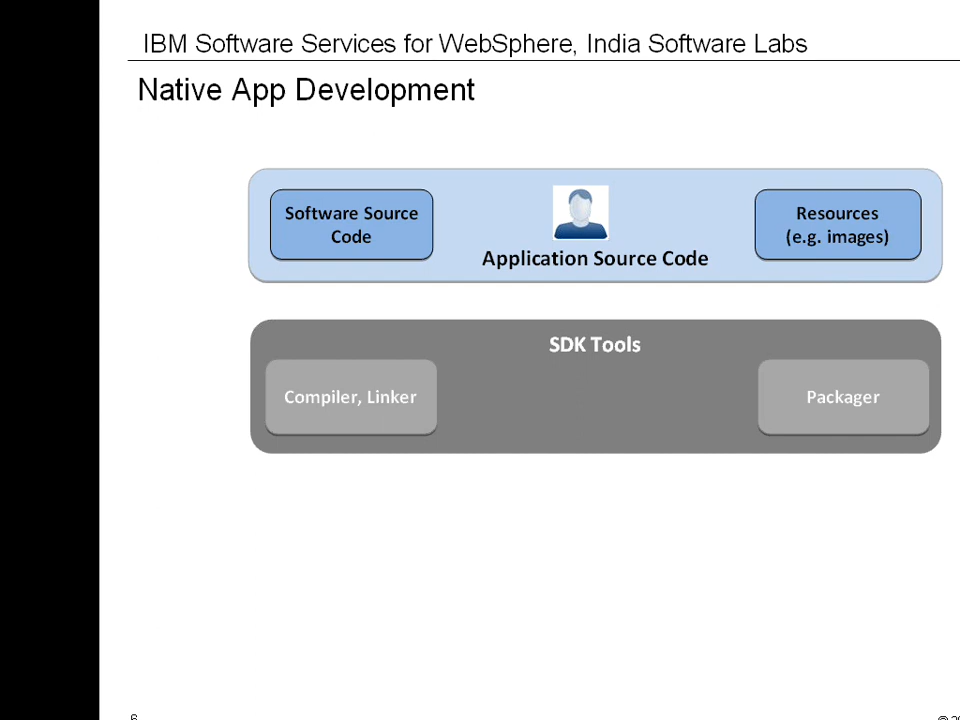 IBM Software Services for WebSphere, India Software Labs
Native App Development
Software Source
Code
Application Source Code
Resources
(e.g. images)
SDK Tools
Compiler, Linker
Packager
6